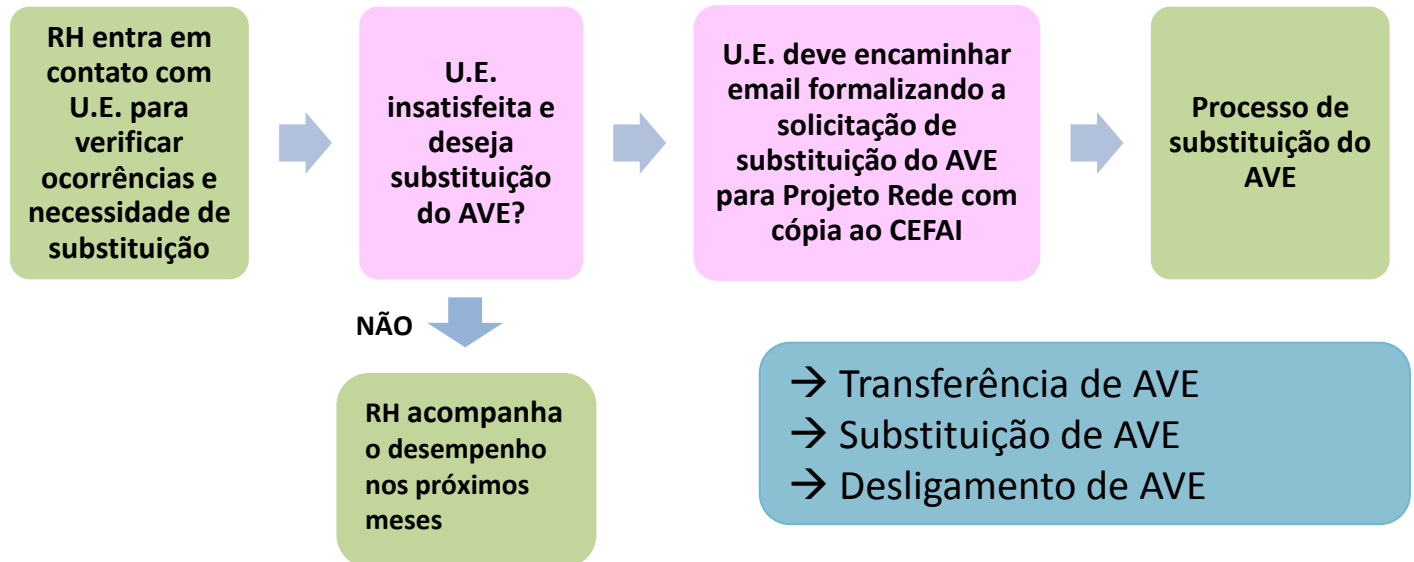 RH entra em
contato com
U.E. para
verificar
ocorrências e
necessidade de
substituição
U.E.
insatisfeita e
deseja
substituição
do AVE?
U.E. deve encaminhar
email formalizando a
solicitação de
substituição do AVE
para Projeto Rede com
cópia ao CEFAI
Processo de
substituição do
AVE
NÃO
RH acompanha
o desempenho
nos próximos
meses
→ Transferência de AVE
→ Substituição de AVE
→ Desligamento de AVE